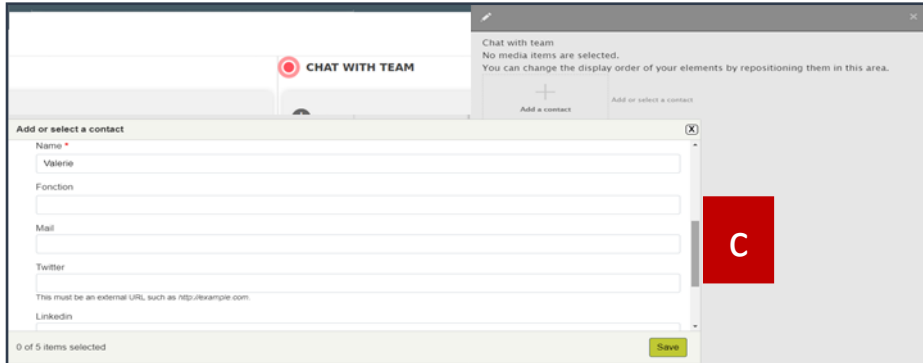 Chat with team
No media items are selected.
You can change the display order of your elements by repositioning them in this area.
CHAT WITH TEAM
Add a contact
Add or select a contact
Add or select a contact
X
Name *
Valerie
Fonction
Mail
Twitter
This must be an external URL such as http://example.com.
Linkedin
0 of 5 items selected
Save
C